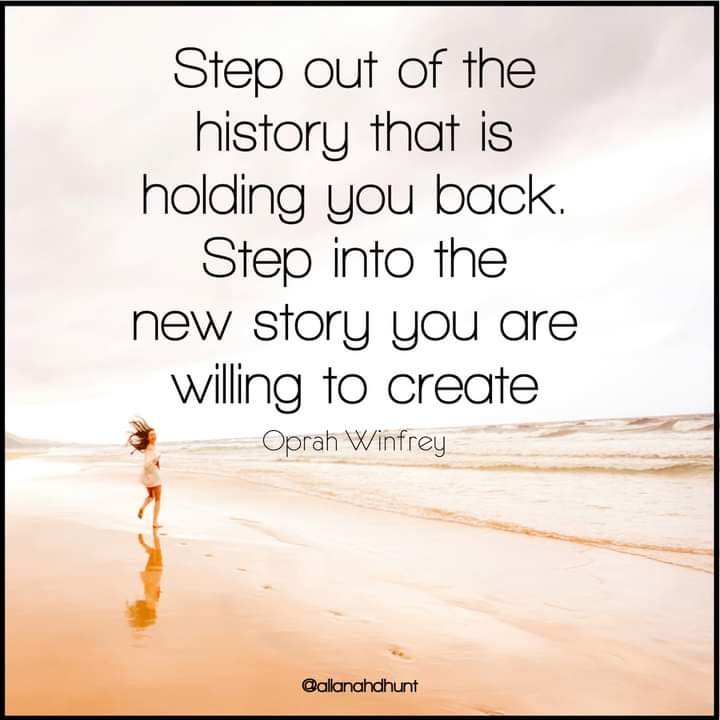 Step out of the
history that is
holding you back.
Step into the
new story you are
willing to create
Oprah Winfrey
@allanahdhunt